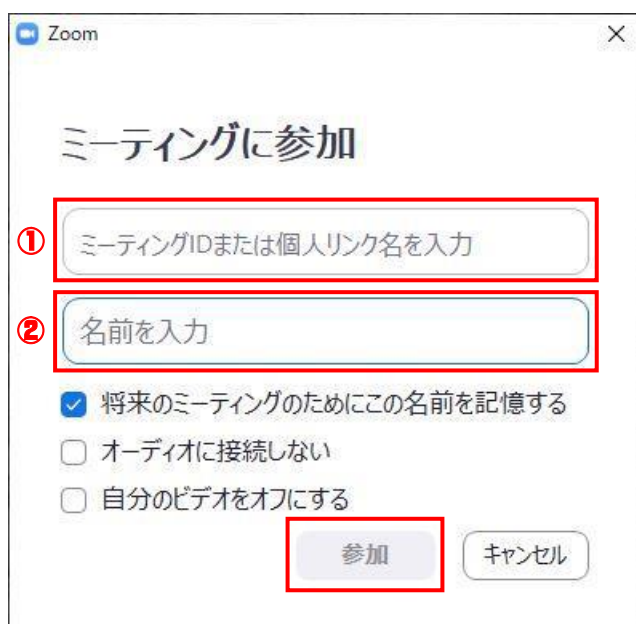 Zoom
ミーティングに参加
① ミーティングIDまたは個人リンク名を入力
② 名前を入力
将来のミーティングのためにこの名前を記憶する
オーディオに接続しない
自分のビデオをオフにする
参加 キャンセル